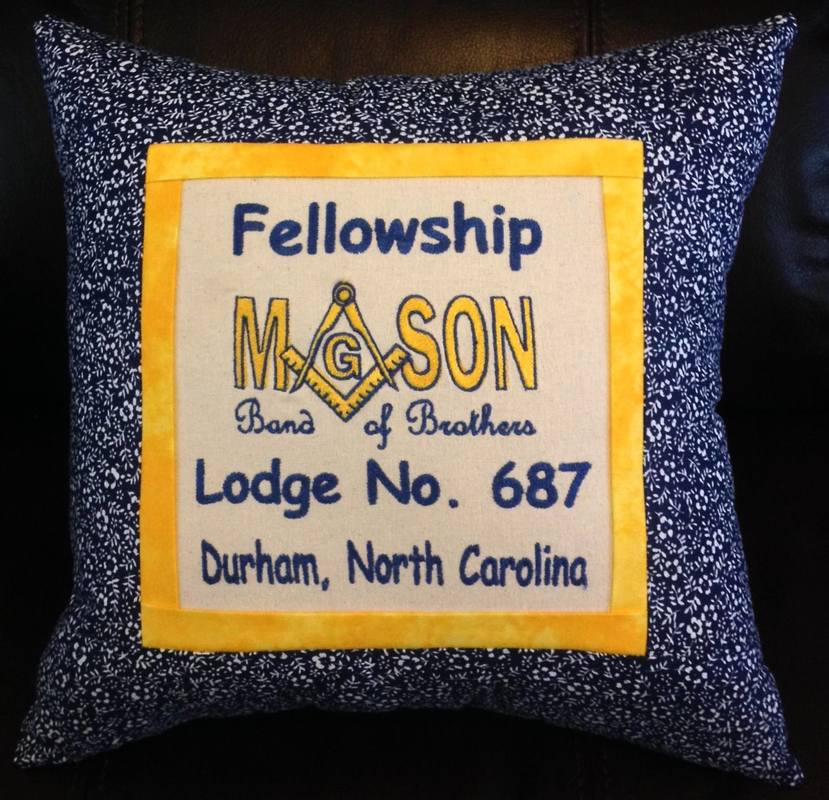 Fellowship
MASON
G
Band of Brothers
Lodge No. 687
Durham, North Carolina